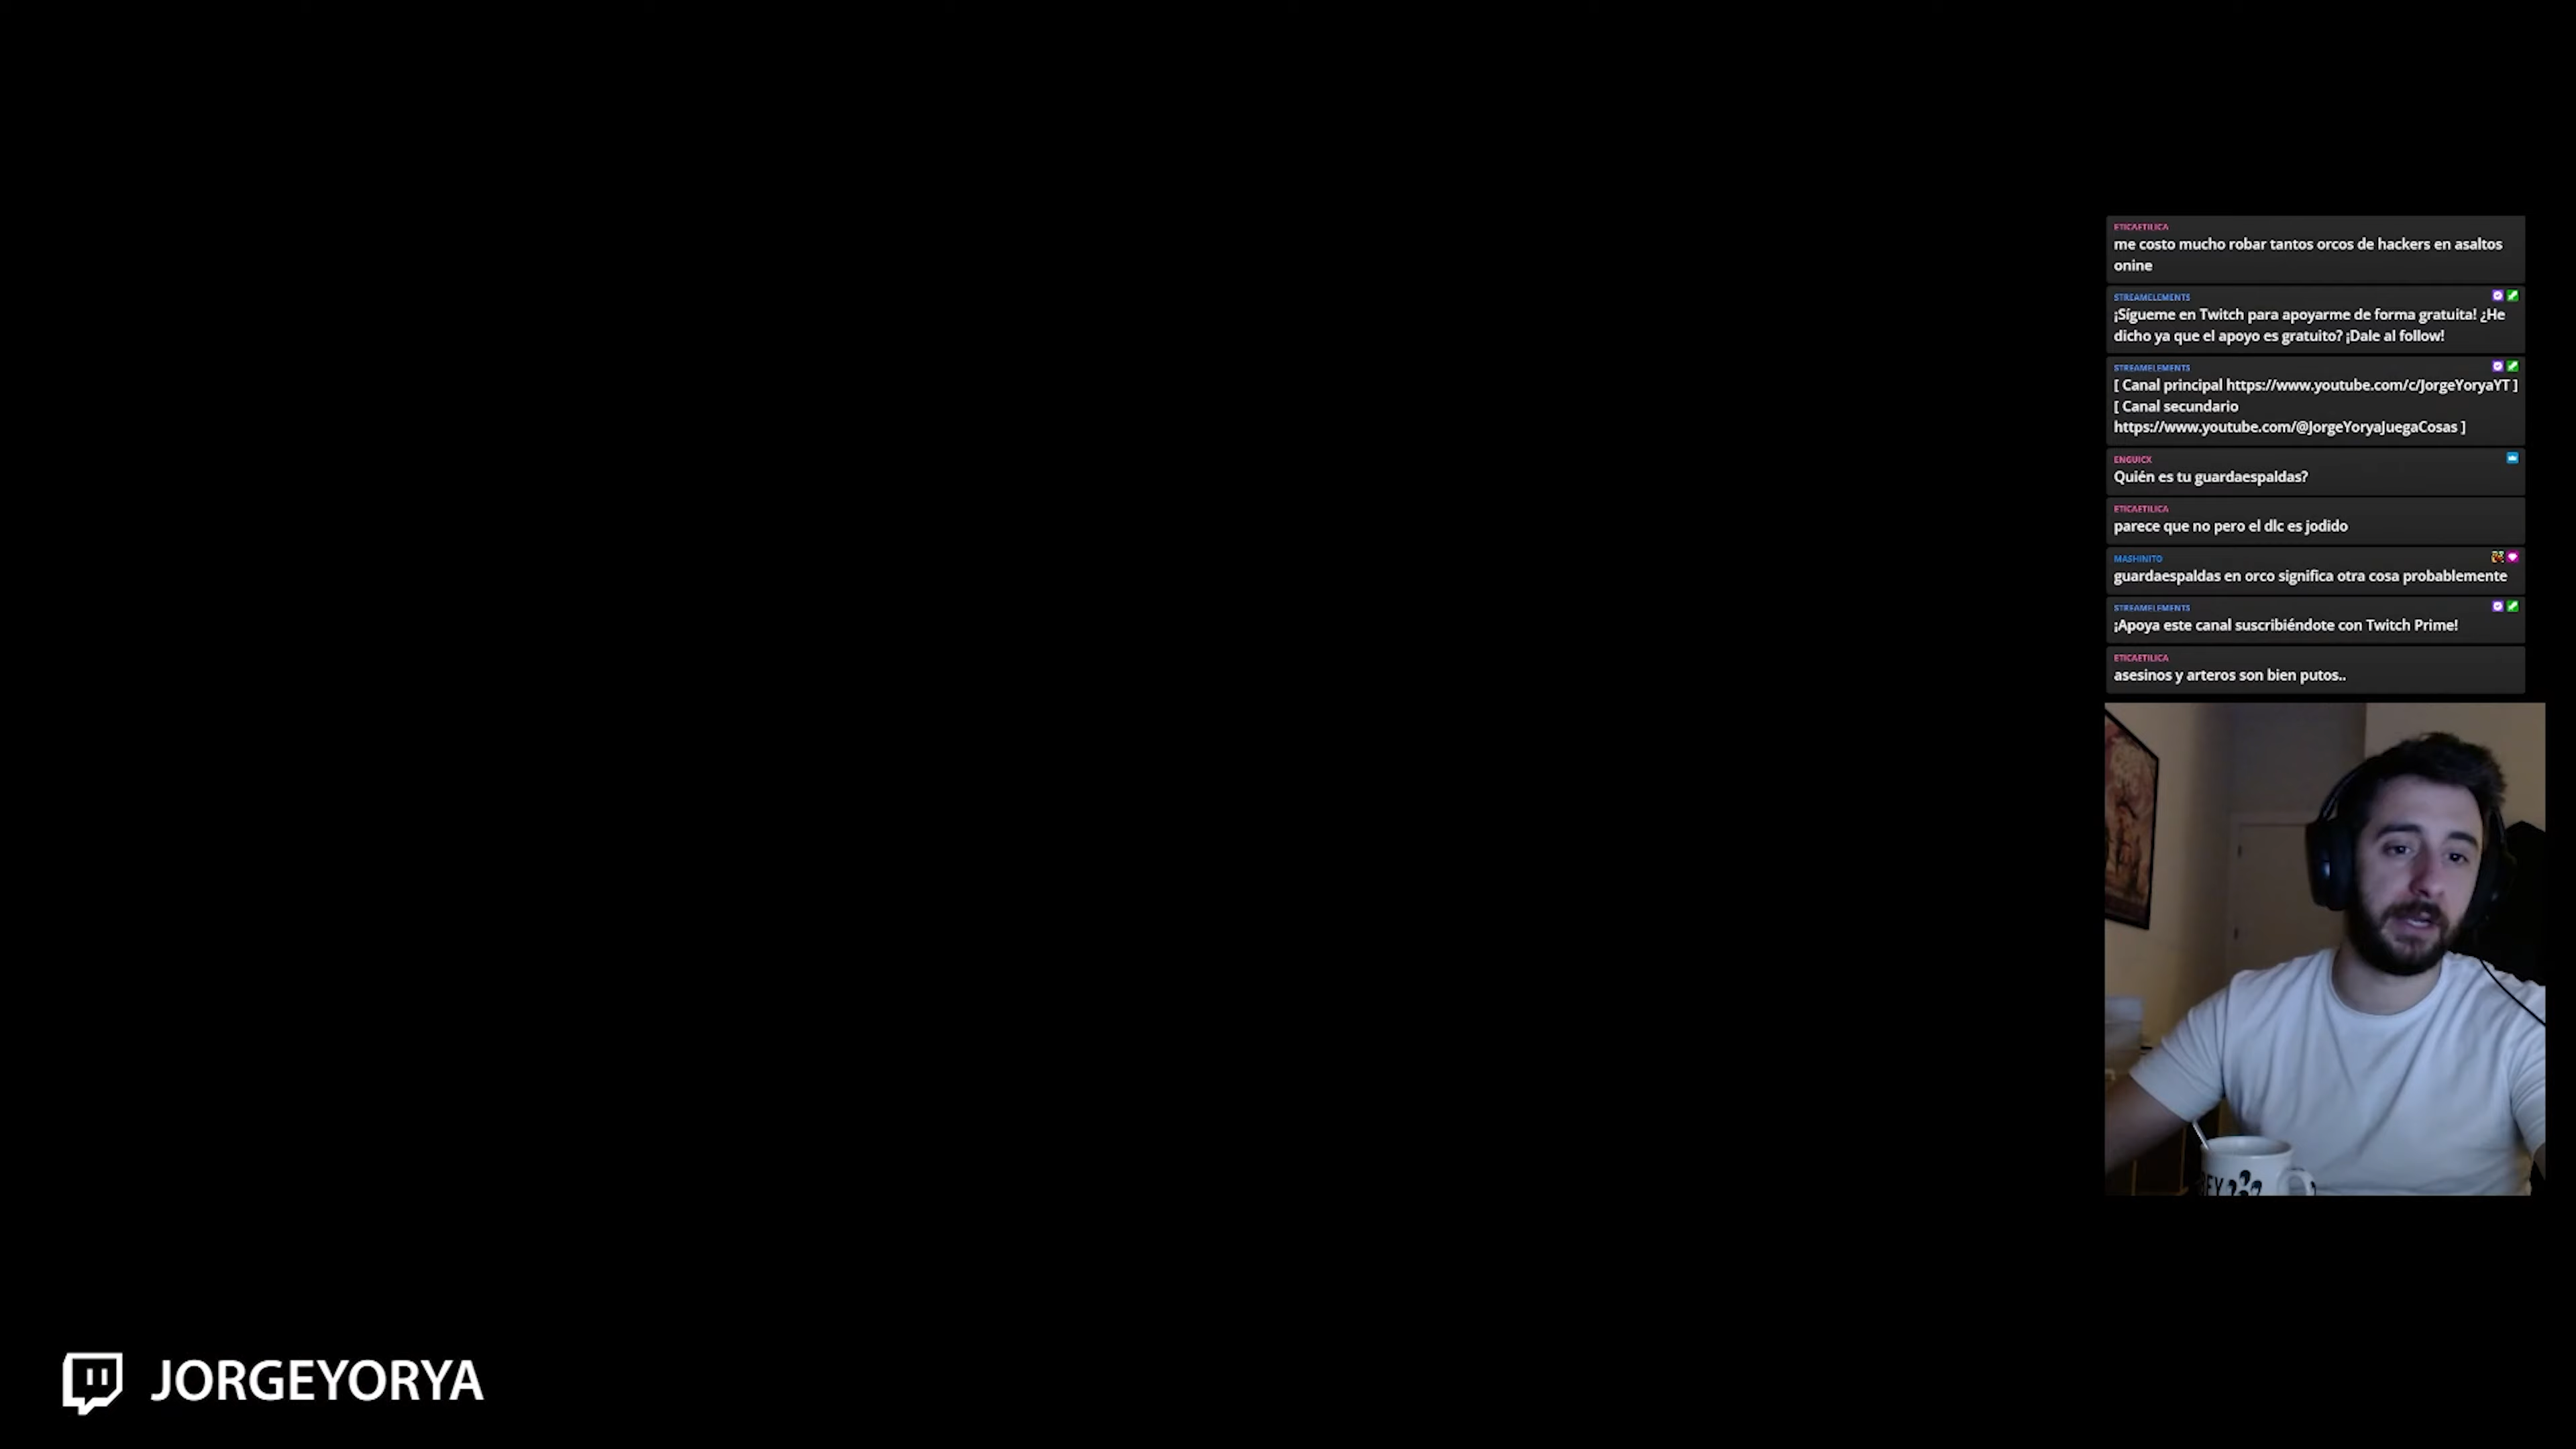 ETICAETILICA
me costo mucho robar tantos orcos de hackers en asaltos
onine
STREAMELEMENTS
¡Sígueme en Twitch para apoyarme de forma gratuita! ¿He
dicho ya que el apoyo es gratuito? ¡Dale al follow!
STREAMELEMENTS
[ Canal principal https://www.youtube.com/c/JorgeYoryaYT ]
[ Canal secundario
https://www.youtube.com/@JorgeYoryaJuegaCosas ]
ENGUICX
Quién es tu guardaespaldas?
ETICAETILICA
parece que no pero el dlc es jodido
MASHINITO
guardaespaldas en orco significa otra cosa probablemente
STREAMELEMENTS
¡Apoya este canal suscribiéndote con Twitch Prime!
ETICAETILICA
asesinos y arteros son bien putos..
JORGEYORYA